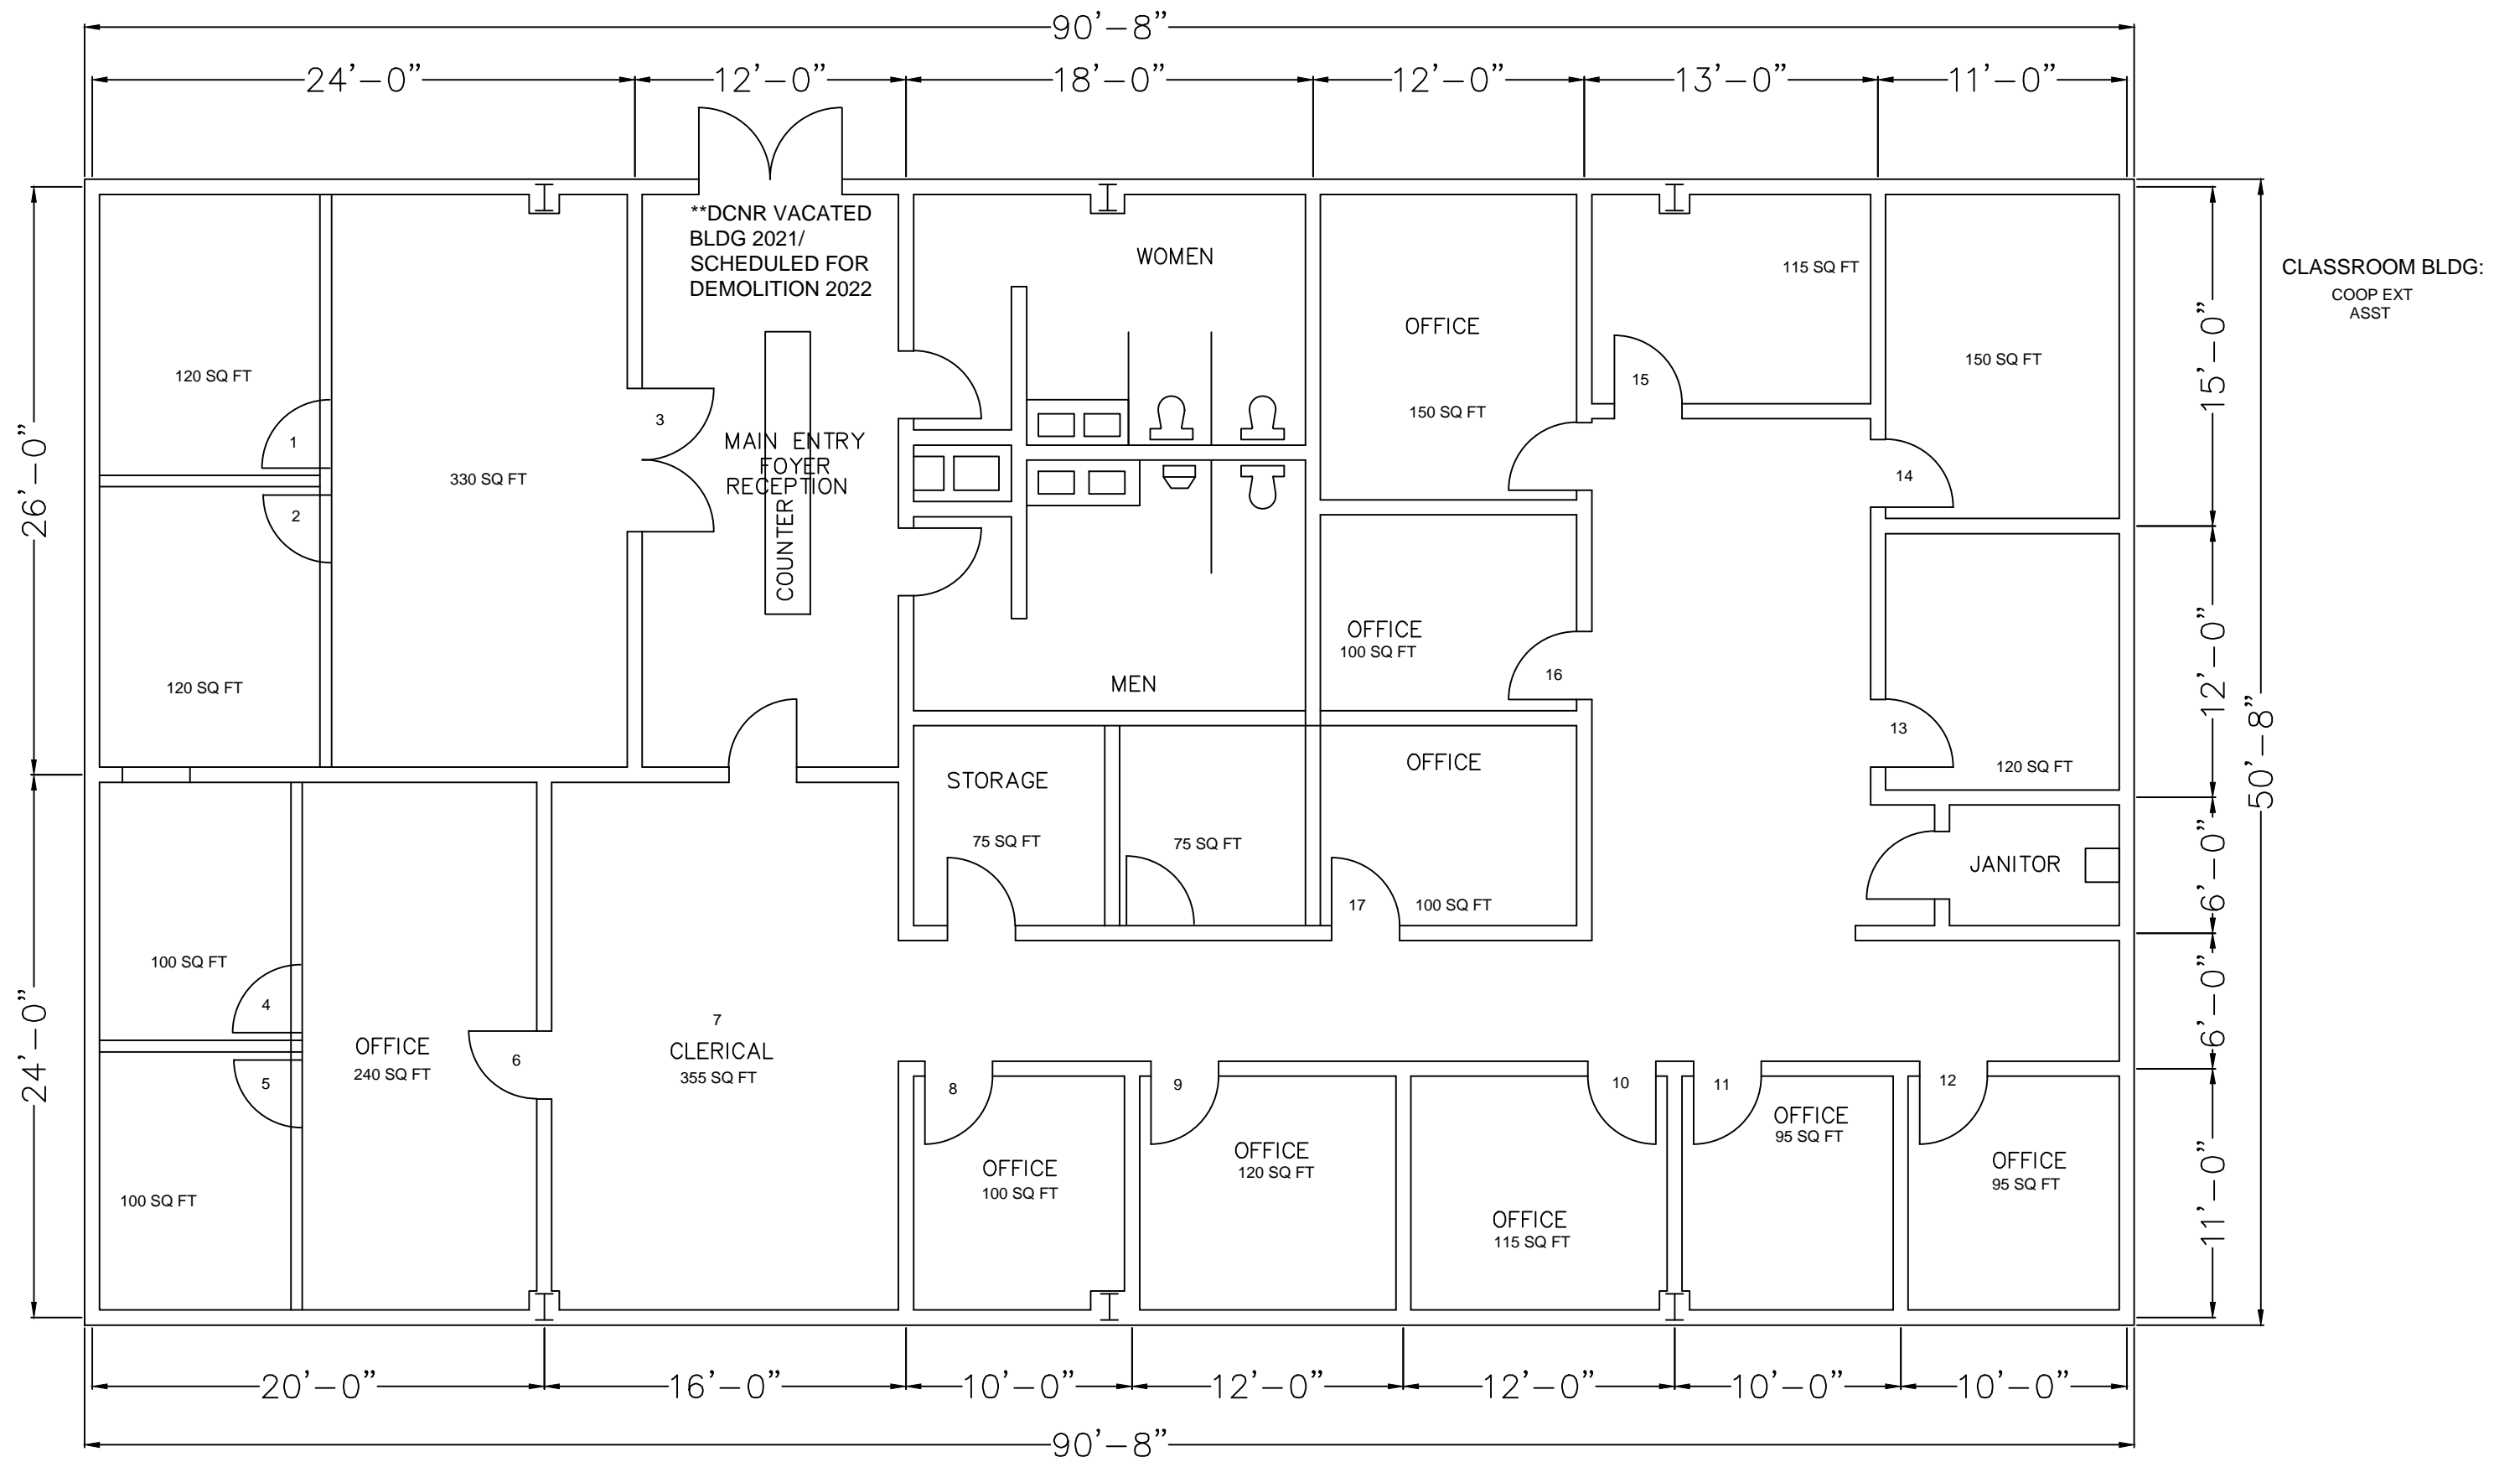 90'-8"
24'-0"
12'-0"
18'-0"
12'-0"
13'-0"
11'-0"
**DCNR VACATED
BLDG 2021/
SCHEDULED FOR
DEMOLITION 2022
WOMEN
115 SQ FT
CLASSROOM BLDG:
COOP EXT
ASST
OFFICE
150 SQ FT
150 SQ FT
15'-0"
120 SQ FT
15
3
1
MAIN ENTRY
FOYER
RECEPTION
COUNTER
330 SQ FT
14
26'-0"
2
OFFICE
100 SQ FT
16
12'-0"
120 SQ FT
MEN
13
50'-8"
STORAGE
75 SQ FT
75 SQ FT
OFFICE
120 SQ FT
JANITOR
6'-0"
17
100 SQ FT
100 SQ FT
4
7
CLERICAL
355 SQ FT
OFFICE
240 SQ FT
6
5
24'-0"
6'-0"
8
9
10
11
12
OFFICE
95 SQ FT
OFFICE
120 SQ FT
OFFICE
100 SQ FT
OFFICE
95 SQ FT
100 SQ FT
OFFICE
115 SQ FT
11'-0"
20'-0"
16'-0"
10'-0"
12'-0"
12'-0"
10'-0"
10'-0"
90'-8"